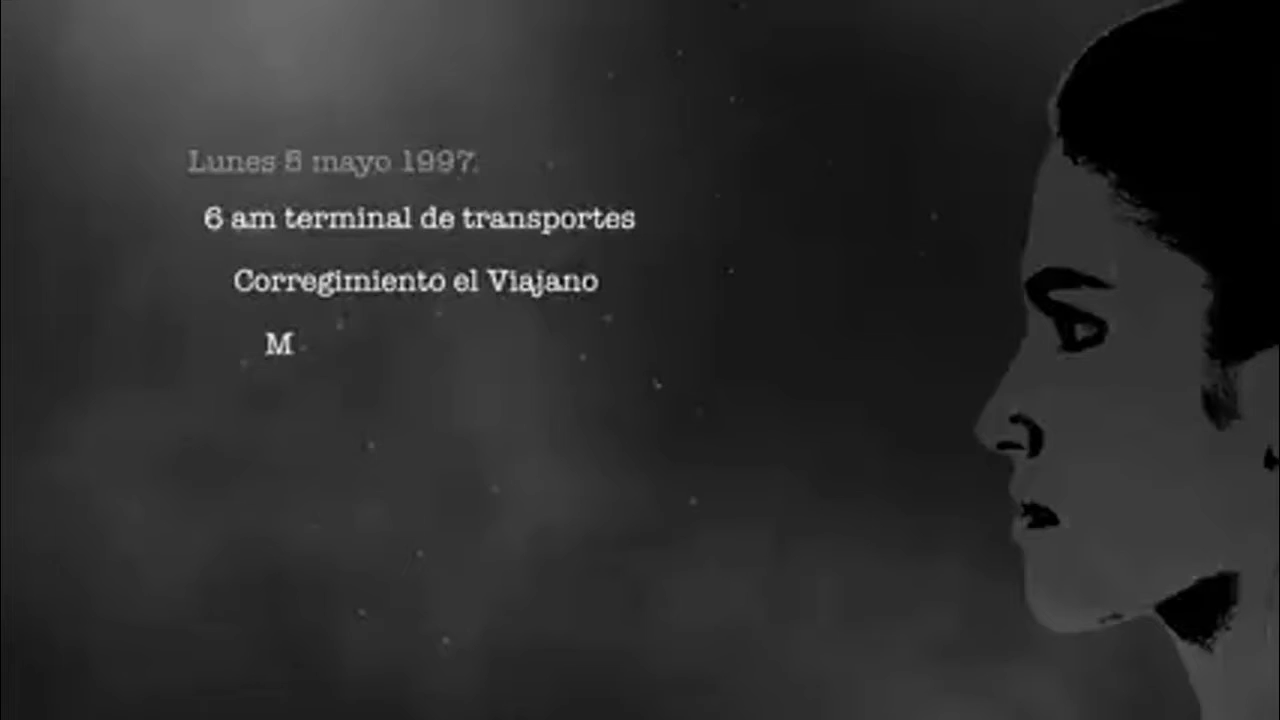 Lunes 5 mayo 1997.
6 am terminal de transportes
Corregimiento el Viajano
M